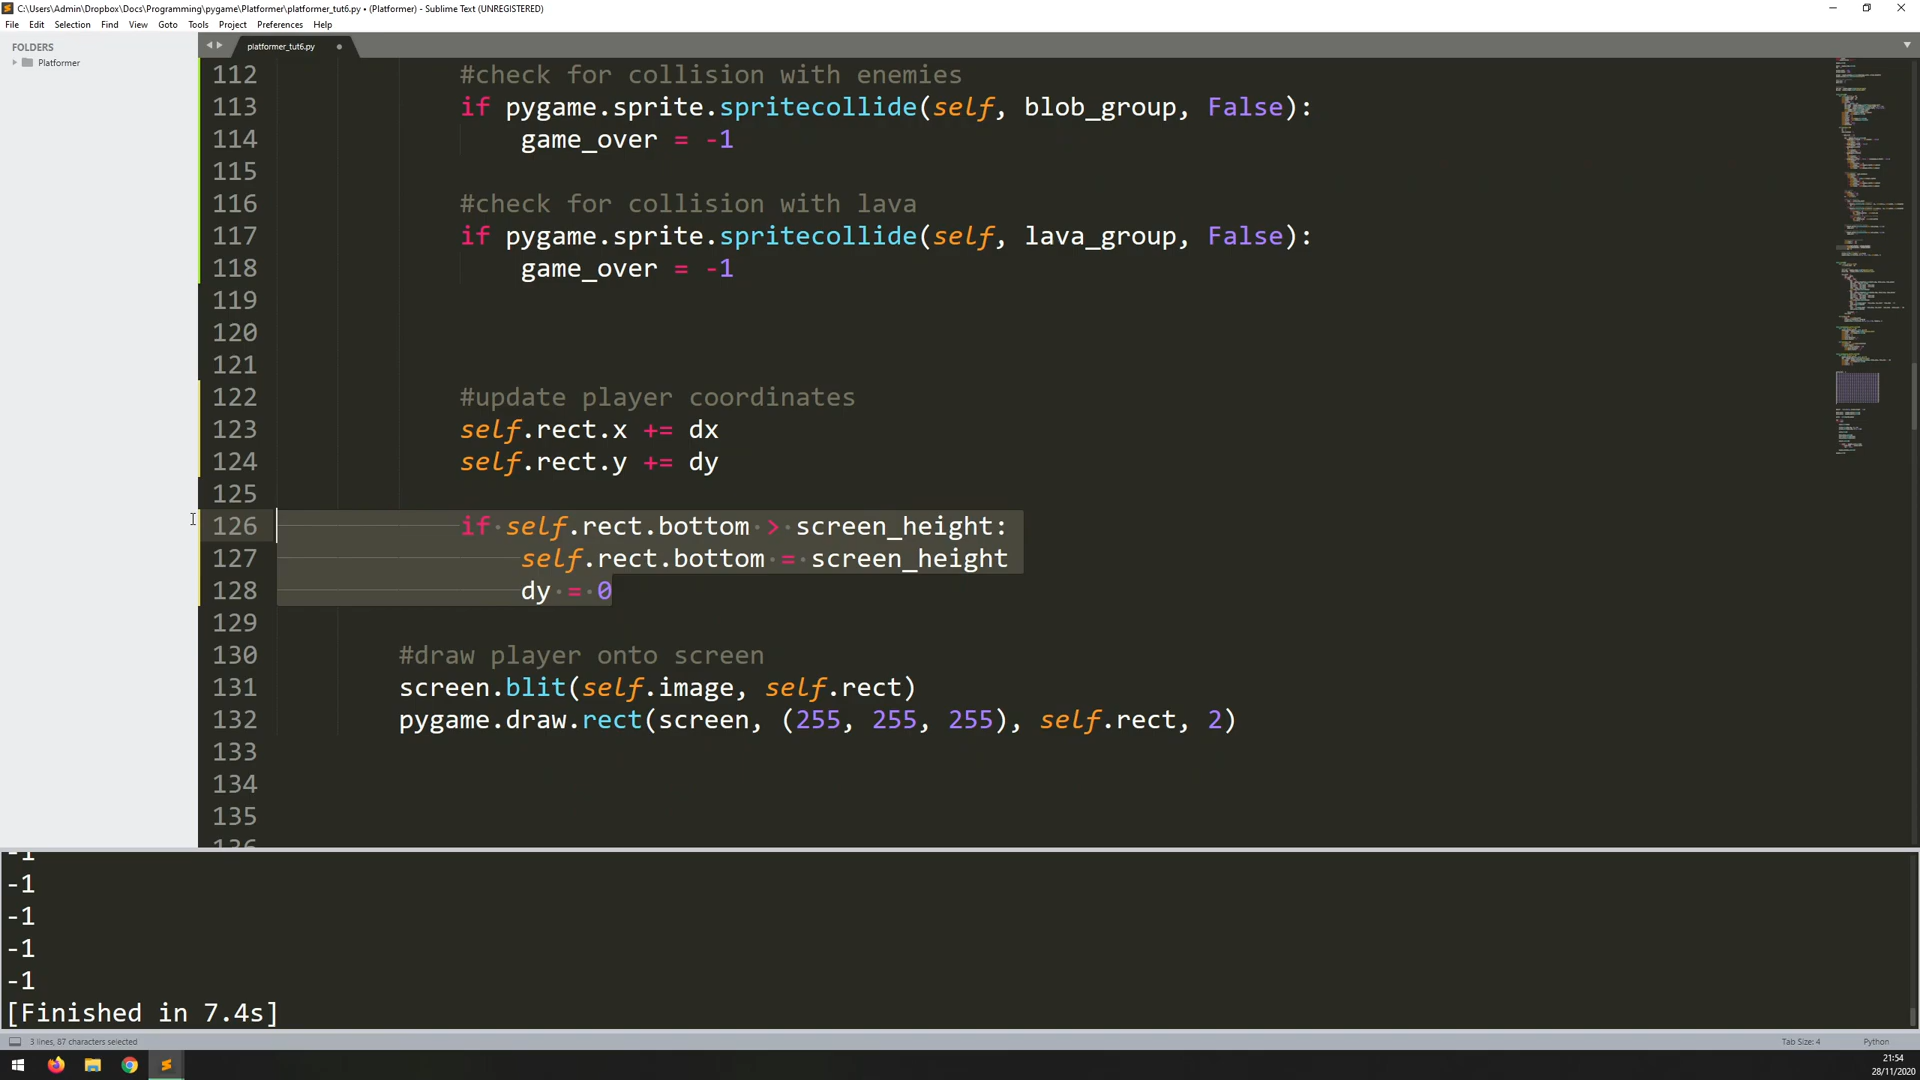 C:\Users\Admin\Dropbox\Docs\Programming\pygame\Platformer\platformer_tut6.py • (Platformer) - Sublime Text (UNREGISTERED)
File Edit Selection Find View Goto Tools Project Preferences Help
FOLDERS
Platformer
platformer_tut6.py
112 #check for collision with enemies
113 if pygame.sprite.spritecollide(self, blob_group, False):
114 game_over = -1
115
116 #check for collision with lava
117 if pygame.sprite.spritecollide(self, lava_group, False):
118 game_over = -1
119
120
121
122 #update player coordinates
123 self.rect.x += dx
124 self.rect.y += dy
125
126 if self.rect.bottom > screen_height:
127 self.rect.bottom = screen_height
128 dy = 0
129
130 #draw player onto screen
131 screen.blit(self.image, self.rect)
132 pygame.draw.rect(screen, (255, 255, 255), self.rect, 2)
133
134
135
136
-1
-1
-1
-1
-1
[Finished in 7.4s]
3 lines, 87 characters selected
Tab Size: 4
Python
21:54
28/11/2020